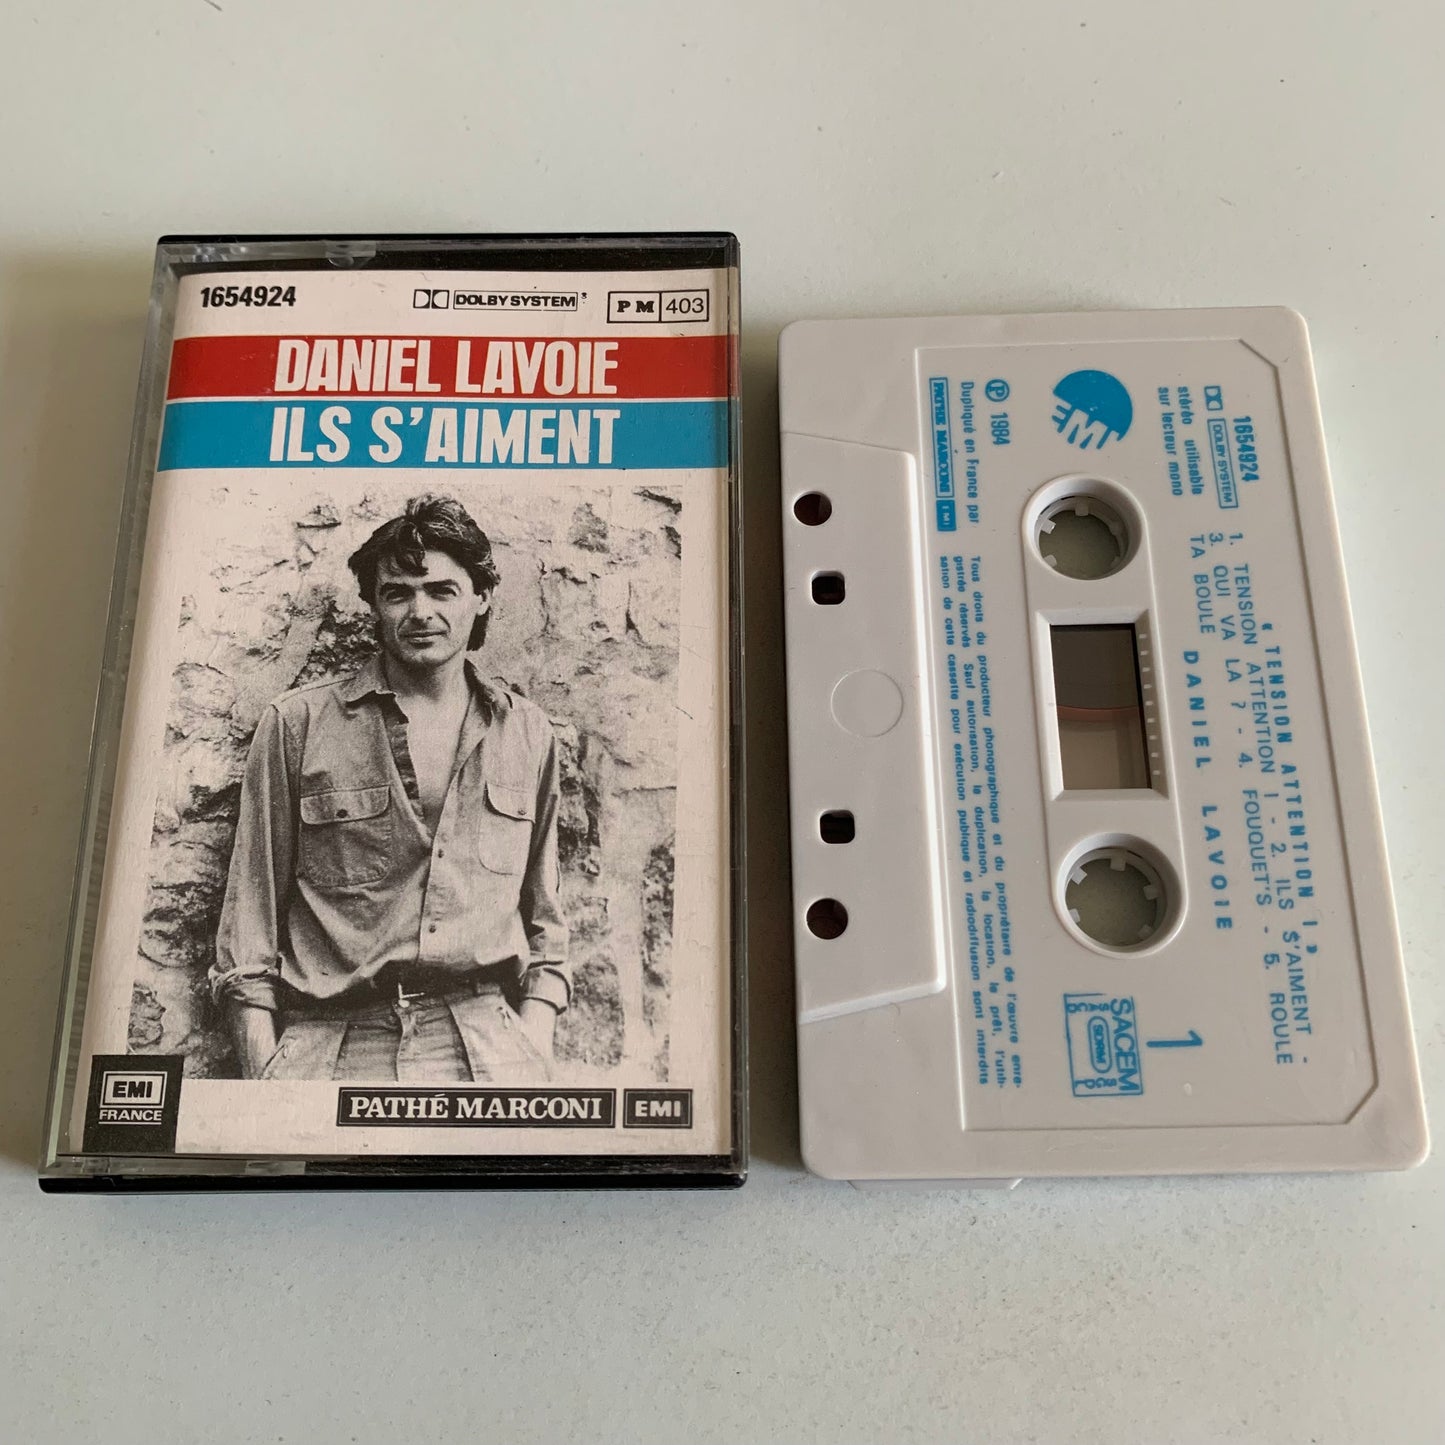 1654924
DOLBY SYSTEM
PM 403
DANIEL LAVOIE
ILS S'AIMENT
EMI
FRANCE
PATHÉ MARCONI EMI
EMI
1654924
DOLBY SYSTEM
stéréo utilisable
sur lecteur mono
« TENSION ATTENTION ! »
1. TENSION ATTENTION ! - 2. ILS S'AIMENT -
3. QUI VA LA ? - 4. FOUQUET'S - 5. ROULE
TA BOULE
DANIEL LAVOIE
1
SACEM
SDRM
SACD
Ⓟ 1984
Dupliqué en France par
PATHE MARCONI EMI
Tous droits du producteur phonographique et du propriétaire de l'œuvre enre-
gistrée réservés Sauf autorisation, la duplication, la location, le prêt, l'utili-
sation de cette cassette pour exécution publique et radiodiffusion sont interdits